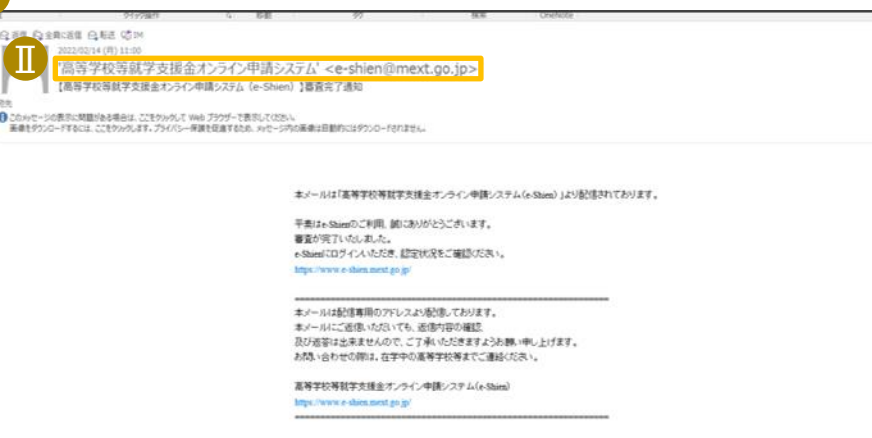 クイック操作 移動 タグ 検索 OneNote
返信 全員に返信 転送 IM
2022/02/14 (月) 11:00
Ⅱ
'高等学校等就学支援金オンライン申請システム' <e-shien@mext.go.jp>
【高等学校等就学支援金オンライン申請システム (e-Shien) 】審査完了通知
宛先
このメッセージの表示に問題がある場合は、ここをクリックして Web ブラウザーで表示してください。
画像をダウンロードするには、ここをクリックします。プライバシー保護を促進するため、メッセージ内の画像は自動的にはダウンロードされません。
本メールは「高等学校等就学支援金オンライン申請システム(e-Shien) 」より配信されております。
平素はe-Shienのご利用、誠にありがとうございます。
審査が完了いたしました。
e-Shienにログインいただき、認定状況をご確認ください。
https://www.e-shien.mext.go.jp/
本メールは配信専用のアドレスより配信しております。
本メールにご返信いただいても、返信内容の確認、
及び返答は出来ませんので、ご了承いただきますようお願い申し上げます。
お問い合わせの際は、在学中の高等学校等までご連絡ください。
高等学校等就学支援金オンライン申請システム(e-Shien)
https://www.e-shien.mext.go.jp/